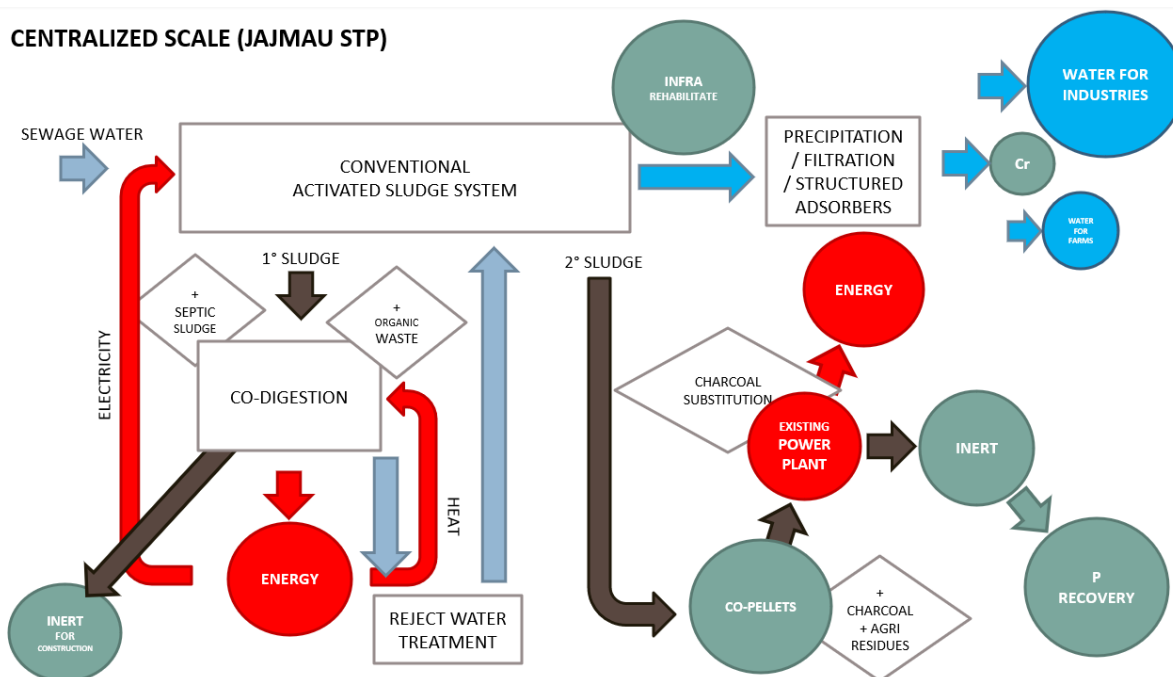 CENTRALIZED SCALE (JAJMAU STP)
INFRA
REHABILITATE
WATER FOR
INDUSTRIES
SEWAGE WATER
CONVENTIONAL
ACTIVATED SLUDGE SYSTEM
PRECIPITATION
/ FILTRATION
/ STRUCTURED
ADSORBERS
Cr
WATER
FOR
FARMS
1° SLUDGE
2° SLUDGE
+
SEPTIC
SLUDGE
+
ORGANIC
WASTE
ENERGY
ELECTRICITY
CO-DIGESTION
CHARCOAL
SUBSTITUTION
EXISTING
POWER
PLANT
INERT
HEAT
ENERGY
REJECT WATER
TREATMENT
CO-PELLETS
+
CHARCOAL
+ AGRI
RESIDUES
P
RECOVERY
INERT
FOR
CONSTRUCTION